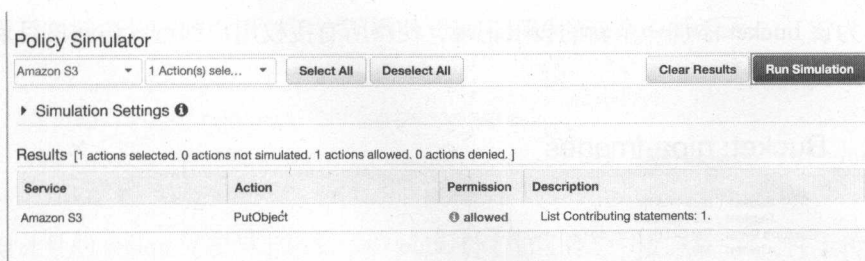 Policy Simulator
Amazon S3 1 Action(s) sele... Select All Deselect All Clear Results Run Simulation
Simulation Settings
Results [1 actions selected. 0 actions not simulated. 1 actions allowed. 0 actions denied. ]
Service Action Permission Description
Amazon S3 PutObject allowed List Contributing statements: 1.